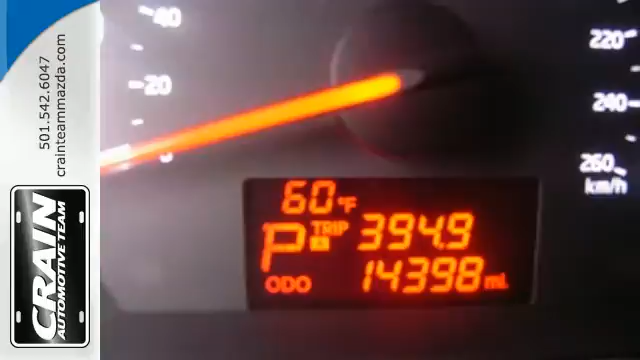 501.542.6047
crainteammazda.com
CRAIN
AUTOMOTIVE TEAM
40
20
0
220
240
260
km/h
60°F
P TRIP A 394.9
ODO 14398 mi.